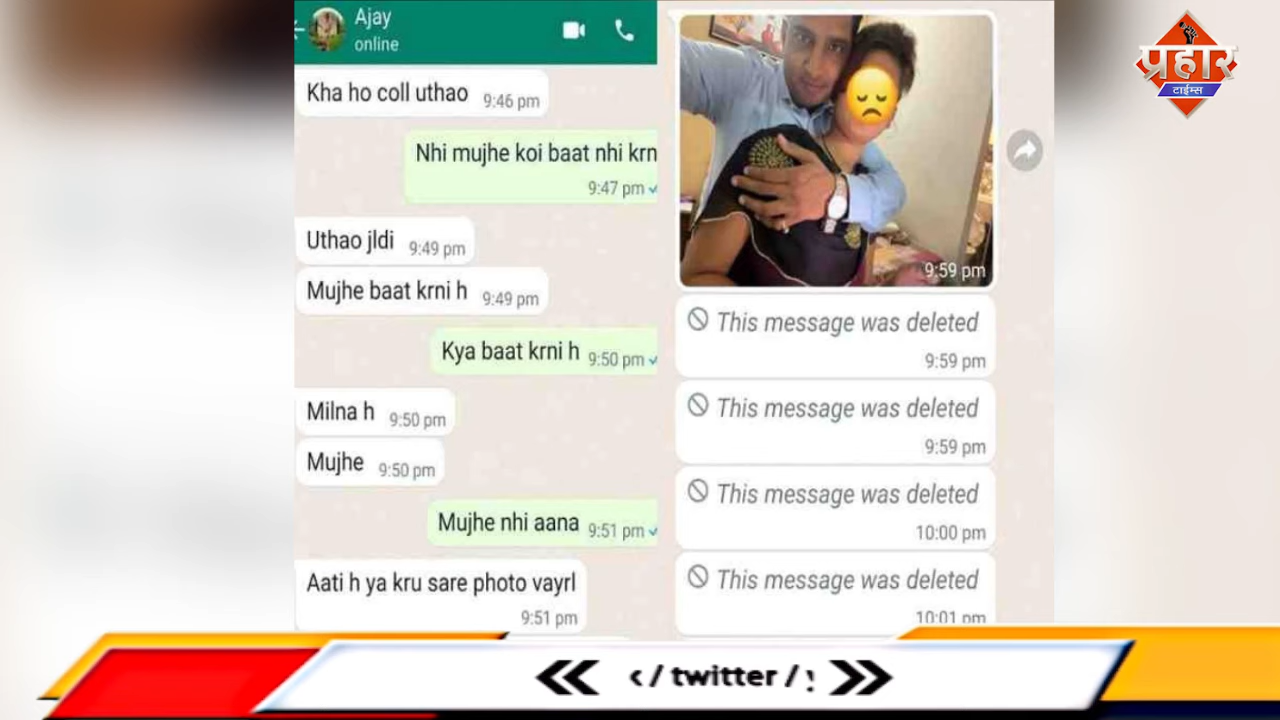 Ajay
online
Kha ho coll uthao 9:46 pm
Nhi mujhe koi baat nhi krn
9:47 pm
Uthao jldi 9:49 pm
Mujhe baat krni h 9:49 pm
Kya baat krni h 9:50 pm
Milna h 9:50 pm
Mujhe 9:50 pm
Mujhe nhi aana 9:51 pm
Aati h ya kru sare photo vayrl
9:51 pm
9:59 pm
This message was deleted
9:59 pm
This message was deleted
9:59 pm
This message was deleted
10:00 pm
This message was deleted
10:01 pm
प्रहार
टाईम्स
/ twitter /